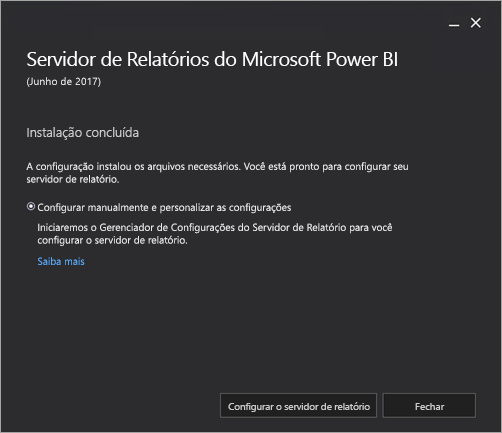 Servidor de Relatórios do Microsoft Power BI
(Junho de 2017)
Instalação concluída
A configuração instalou os arquivos necessários. Você está pronto para configurar seu
servidor de relatório.
Configurar manualmente e personalizar as configurações
Iniciaremos o Gerenciador de Configurações do Servidor de Relatório para você
configurar o servidor de relatório.
Saiba mais
Configurar o servidor de relatório
Fechar